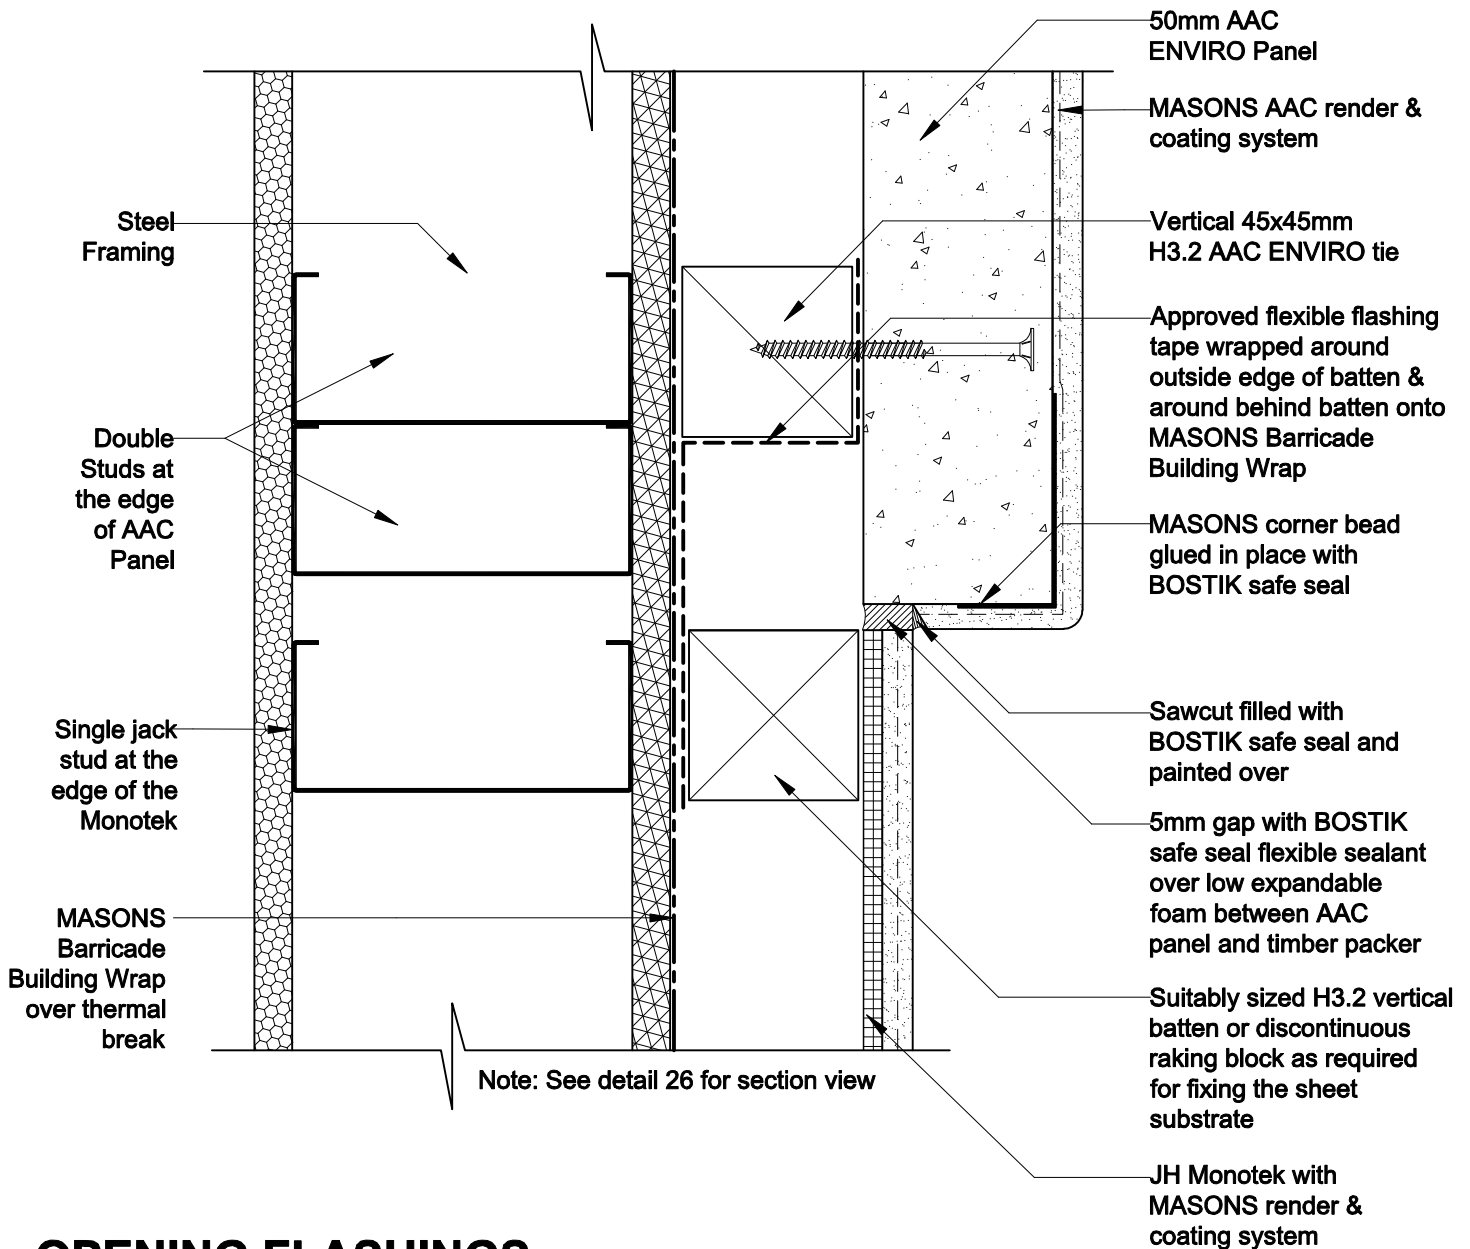 50mm AAC
ENVIRO Panel
MASONS AAC render &
coating system
Vertical 45x45mm
H3.2 AAC ENVIRO tie
Approved flexible flashing
tape wrapped around
outside edge of batten &
around behind batten onto
MASONS Barricade
Building Wrap
MASONS corner bead
glued in place with
BOSTIK safe seal
Sawcut filled with
BOSTIK safe seal and
painted over
5mm gap with BOSTIK
safe seal flexible sealant
over low expandable
foam between AAC
panel and timber packer
Suitably sized H3.2 vertical
batten or discontinuous
raking block as required
for fixing the sheet
substrate
JH Monotek with
MASONS render &
coating system
Steel
Framing
Double
Studs at
the edge
of AAC
Panel
Single jack
stud at the
edge of the
Monotek
MASONS
Barricade
Building Wrap
over thermal
break
Note: See detail 26 for section view
OPENING FLASHINGS